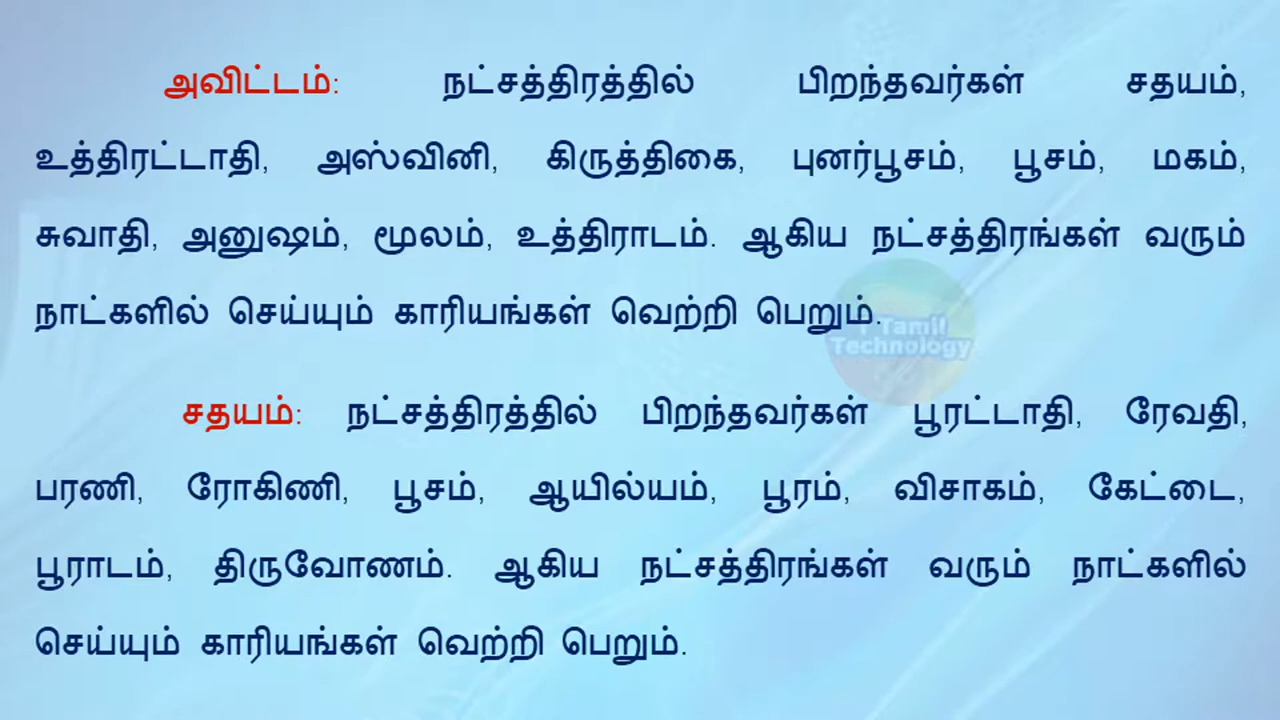 அவிட்டம்: நட்சத்திரத்தில் பிறந்தவர்கள் சதயம்,
உத்திரட்டாதி, அஸ்வினி, கிருத்திகை, புனர்பூசம், பூசம், மகம்,
சுவாதி, அனுஷம், மூலம், உத்திராடம். ஆகிய நட்சத்திரங்கள் வரும்
நாட்களில் செய்யும் காரியங்கள் வெற்றி பெறும்.
T Tamil
Technology
சதயம்: நட்சத்திரத்தில் பிறந்தவர்கள் பூரட்டாதி, ரேவதி,
பரணி, ரோகிணி, பூசம், ஆயில்யம், பூரம், விசாகம், கேட்டை,
பூராடம், திருவோணம். ஆகிய நட்சத்திரங்கள் வரும் நாட்களில்
செய்யும் காரியங்கள் வெற்றி பெறும்.